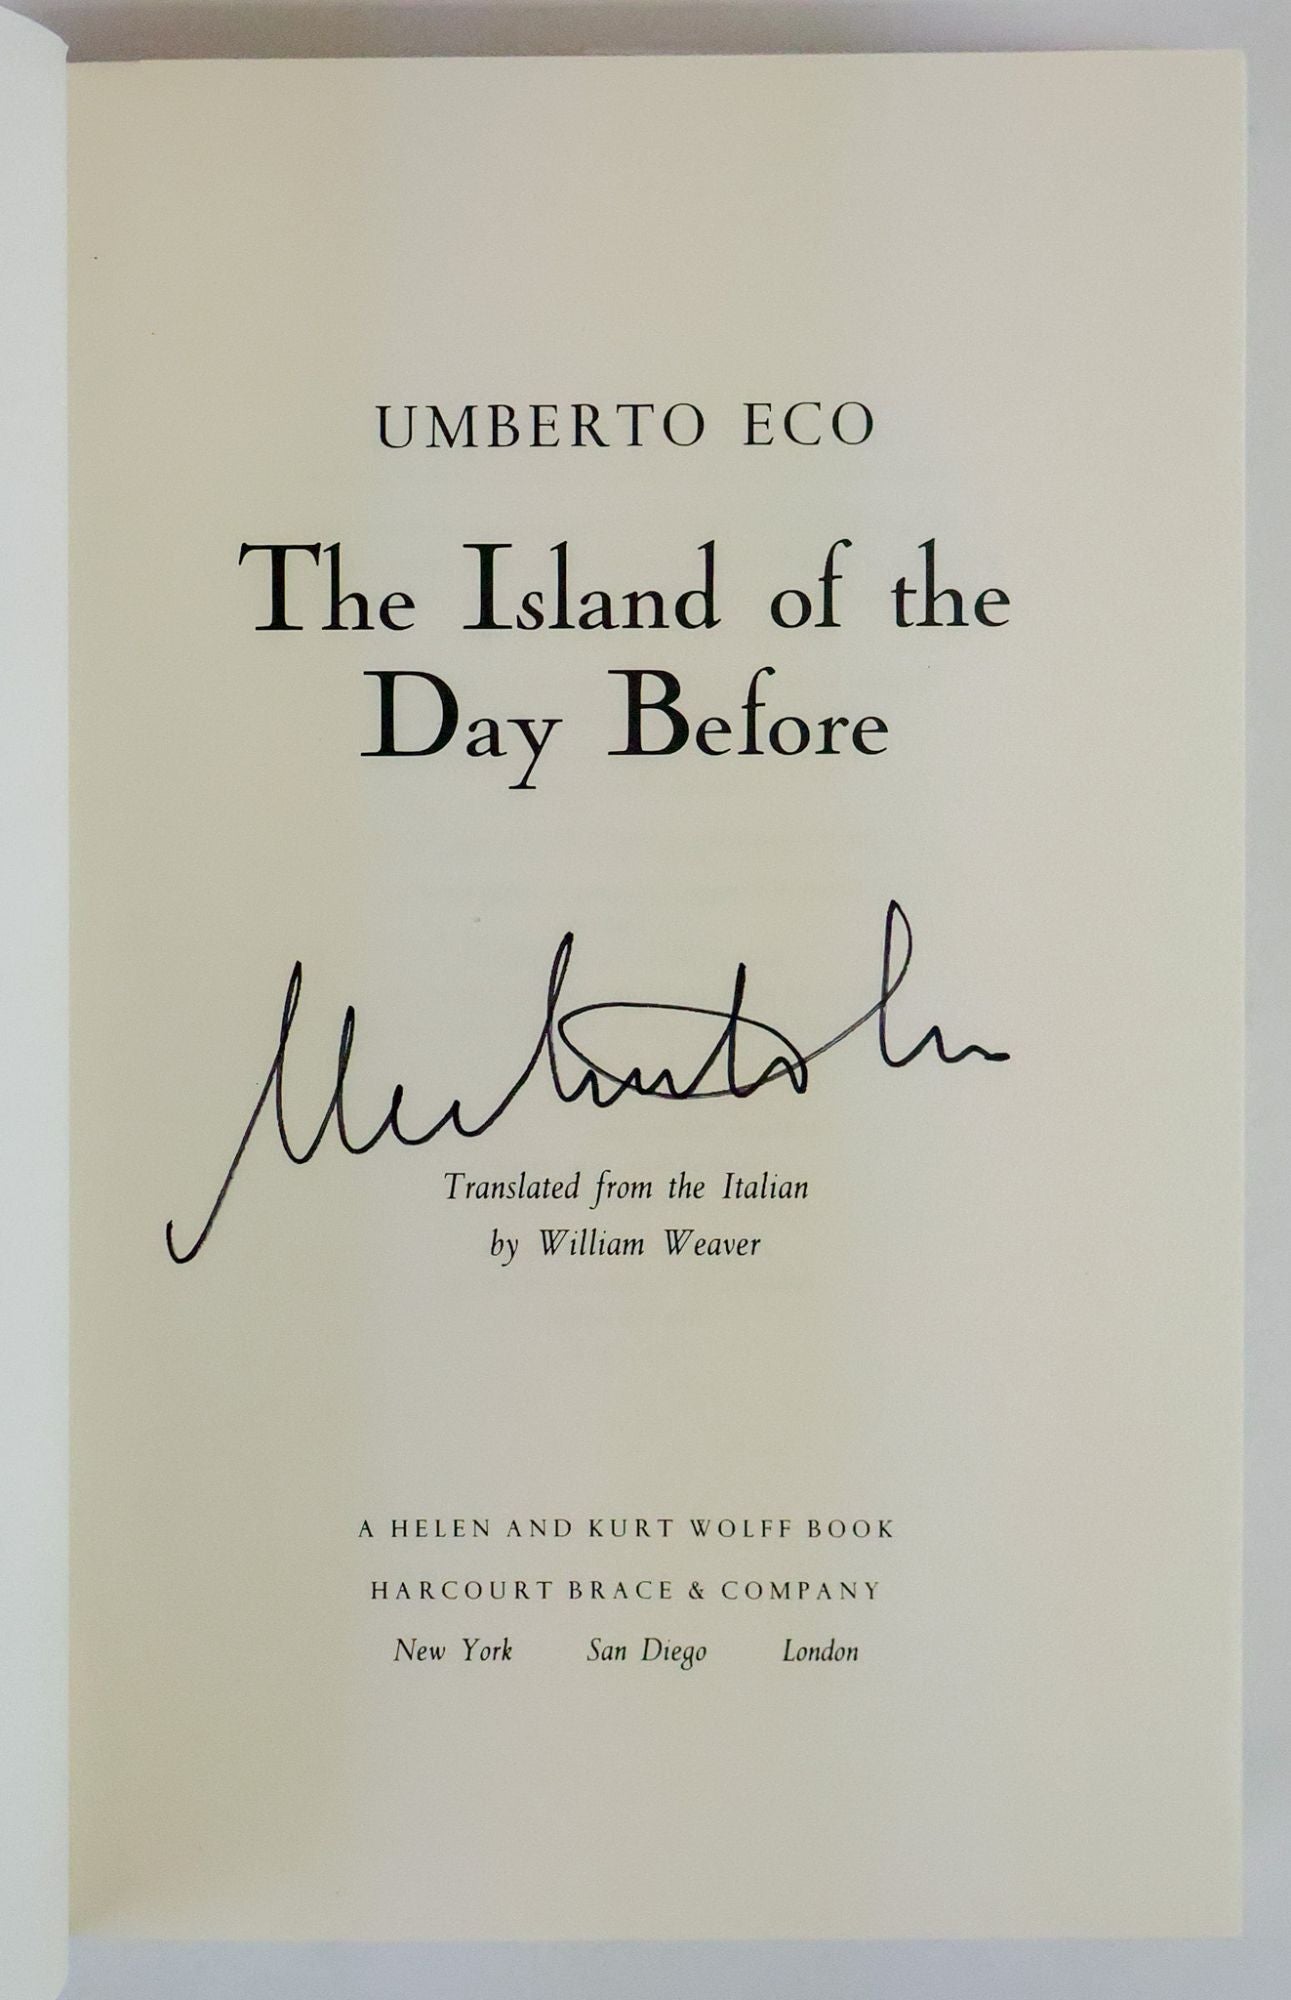 UMBERTO ECO
The Island of the
Day Before
Translated from the Italian
by William Weaver
A HELEN AND KURT WOLFF BOOK
HARCOURT BRACE & COMPANY
New York San Diego London